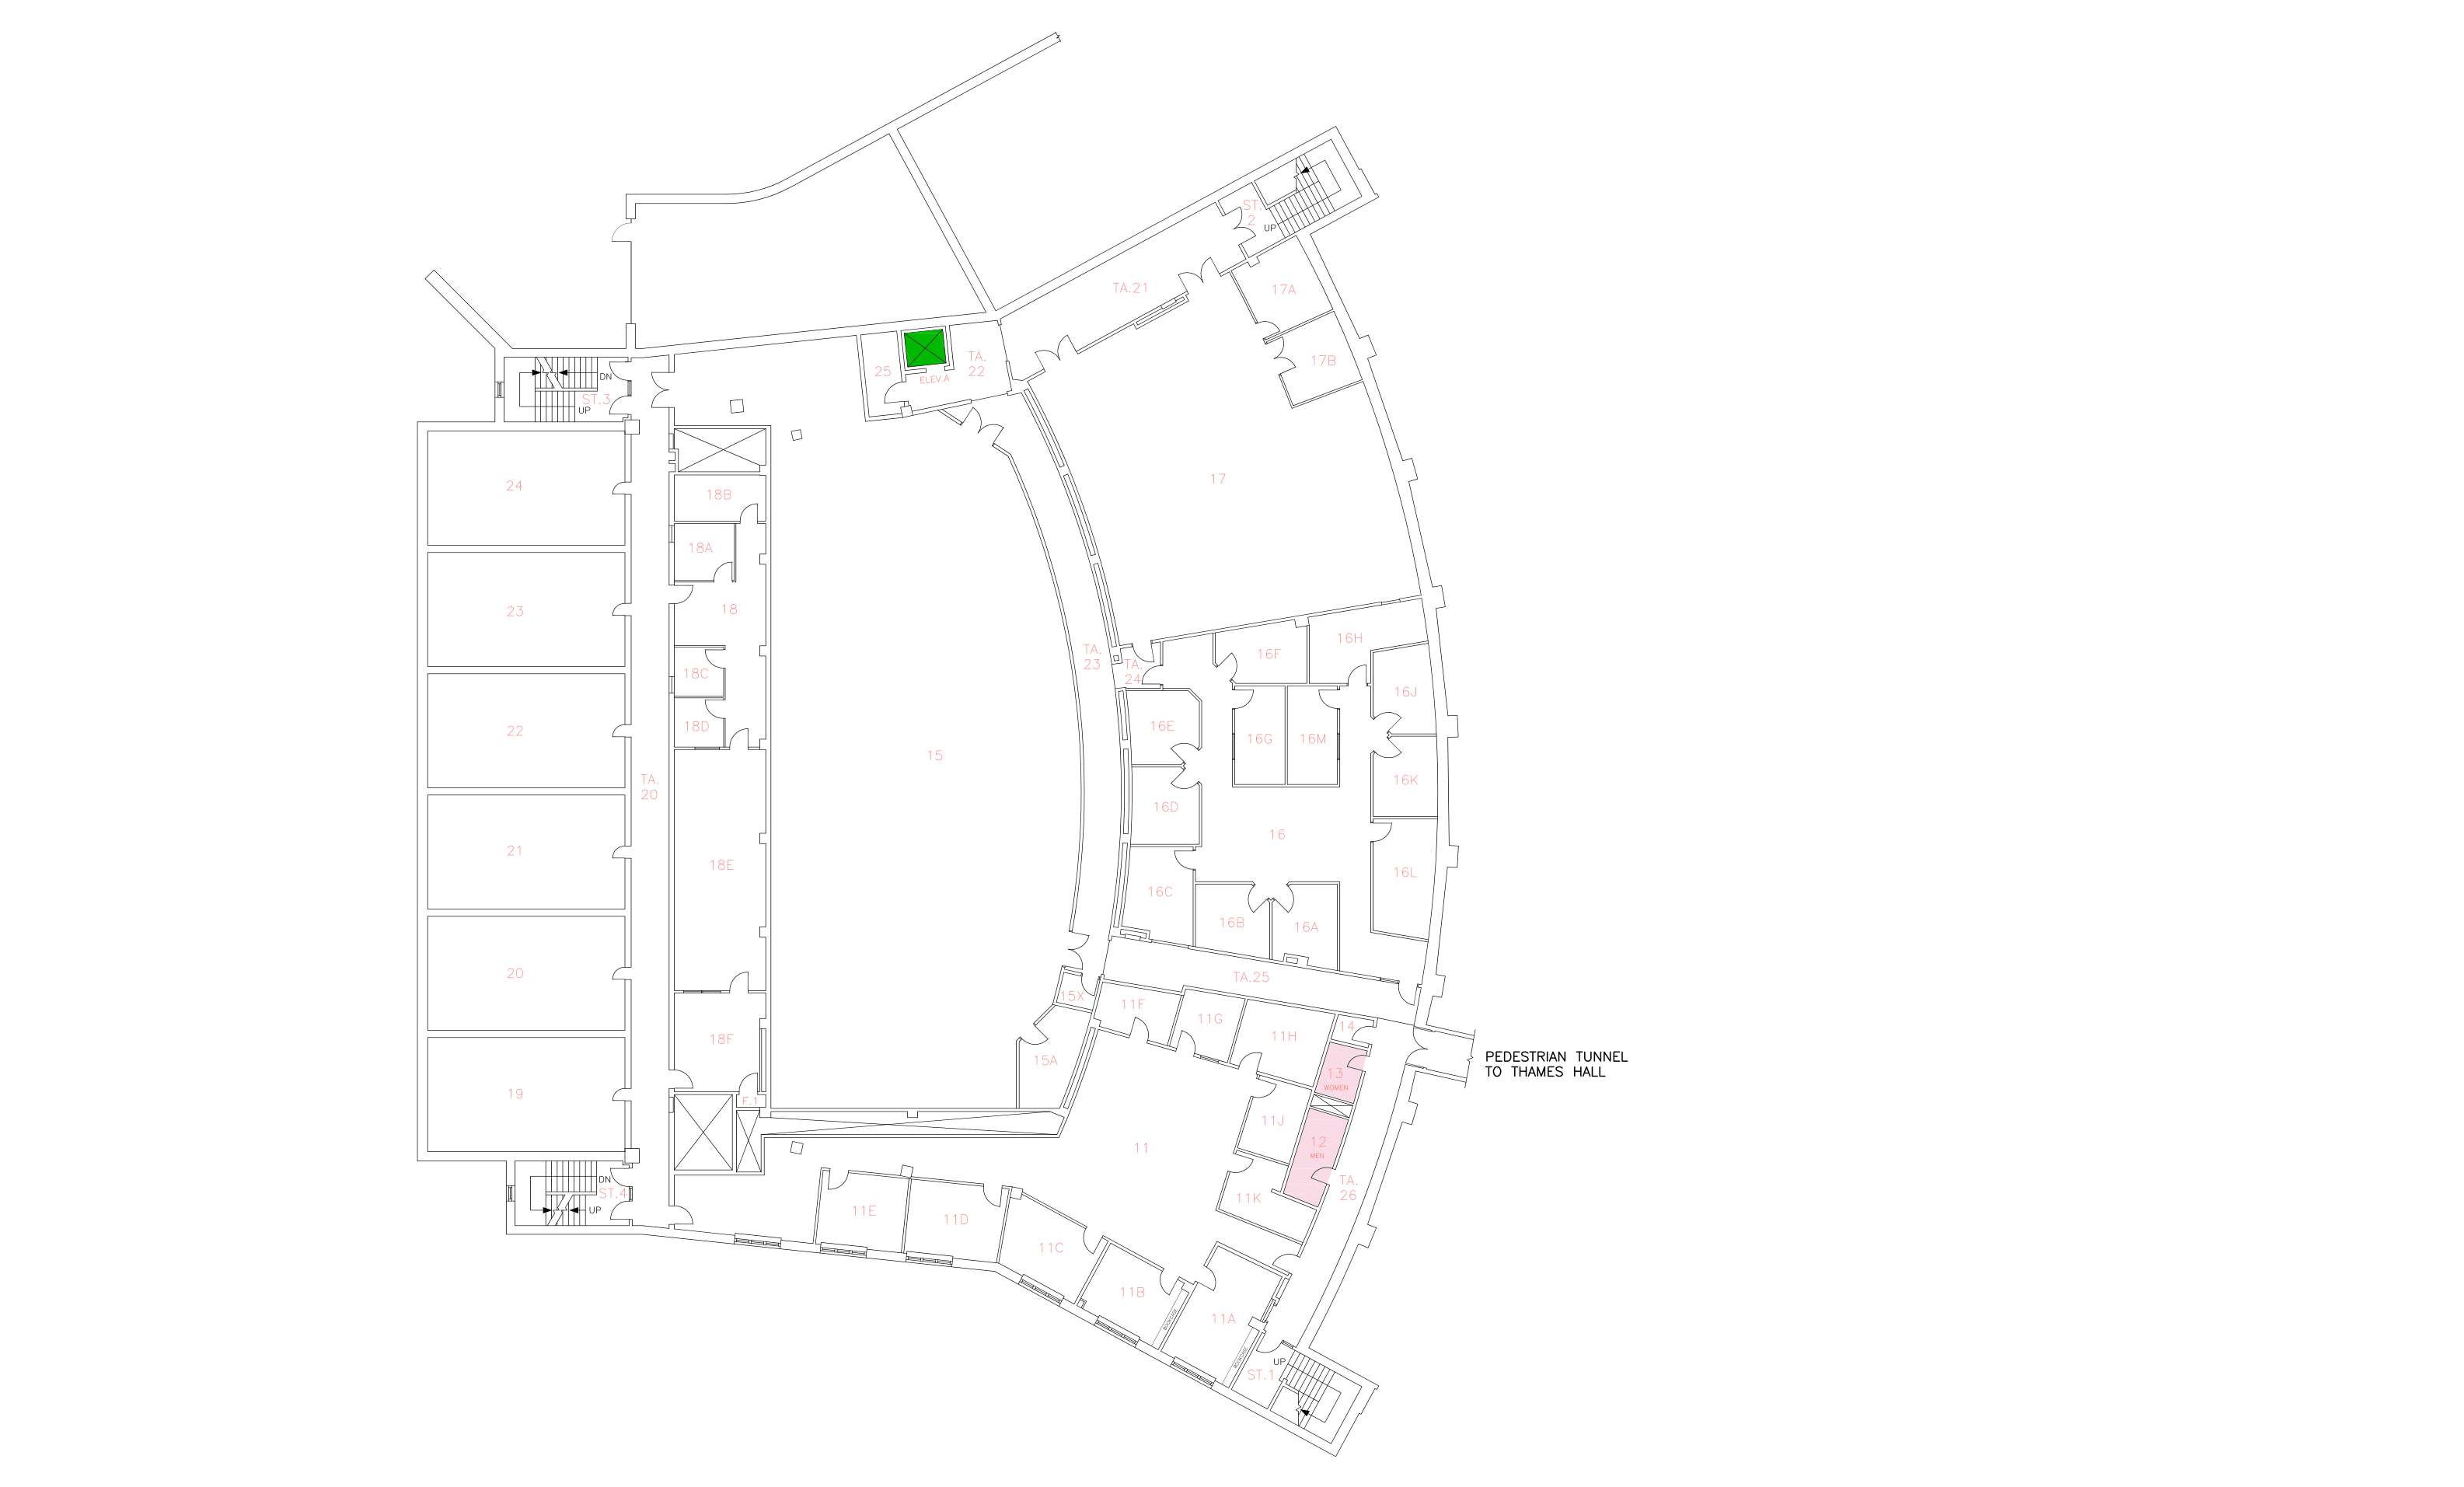 ST.
2
UP
17A
TA.21
17B
TA.
22
25
ELEV.A
DN
ST.3
UP
17
24
18B
18A
23
18
16H
TA.
23
TA.
24
16F
18C
16J
22
18D
16E
16G
16M
15
TA.
20
16K
16D
16
21
18E
16L
16C
16B
16A
20
TA.25
15X
11F
11G
14
11H
18F
15A
PEDESTRIAN TUNNEL
TO THAMES HALL
13
WOMEN
19
F.1
11J
12
MEN
11
DN
ST.4
UP
TA.
26
11K
11E
11D
11C
11B
BOOKCASE
11A
BOOKCASE
UP
ST.1